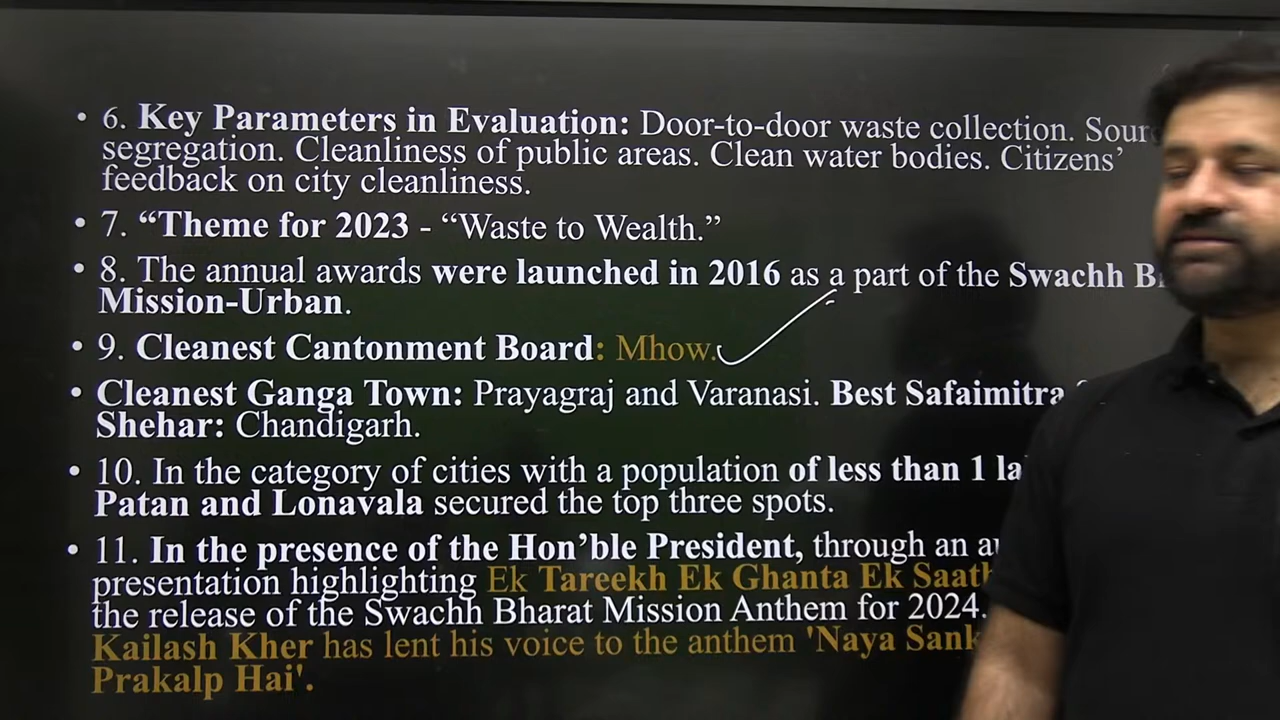 • 6. Key Parameters in Evaluation: Door-to-door waste collection.
segregation. Cleanliness of public areas. Clean water bodies. Citizens’
feedback on city cleanliness.
• 7. “Theme for 2023 - “Waste to Wealth.”
• 8. The annual awards were launched in 2016 as a part of the Swachh
Mission-Urban.
• 9. Cleanest Cantonment Board: Mhow.
• Cleanest Ganga Town: Prayagraj and Varanasi. Best Safaimitra
Shehar: Chandigarh.
• 10. In the category of cities with a population of less than 1
Patan and Lonavala secured the top three spots.
• 11. In the presence of the Hon’ble President, through an
presentation highlighting Ek Tareekh Ek Ghanta Ek Saath
the release of the Swachh Bharat Mission Anthem for 2024.
Kailash Kher has lent his voice to the anthem 'Naya
Prakalp Hai'.